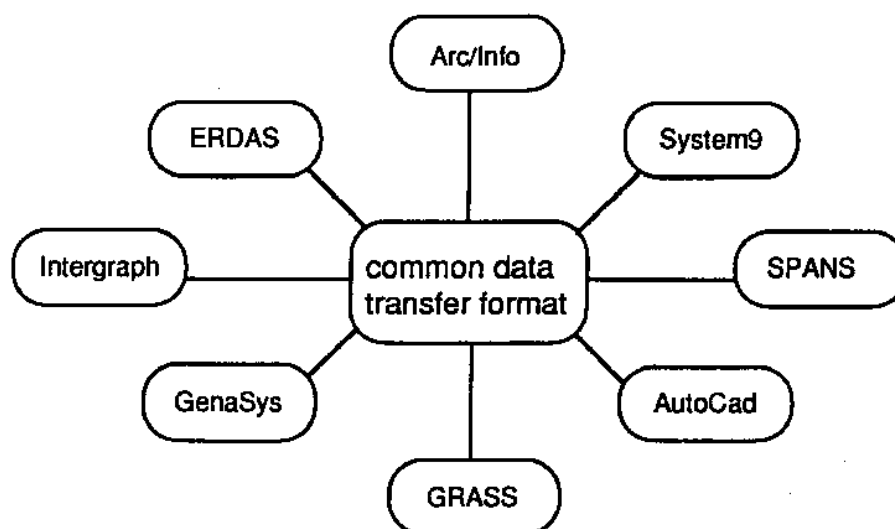 Arc/Info
ERDAS
System9
Intergraph
common data
transfer format
SPANS
GenaSys
AutoCad
GRASS